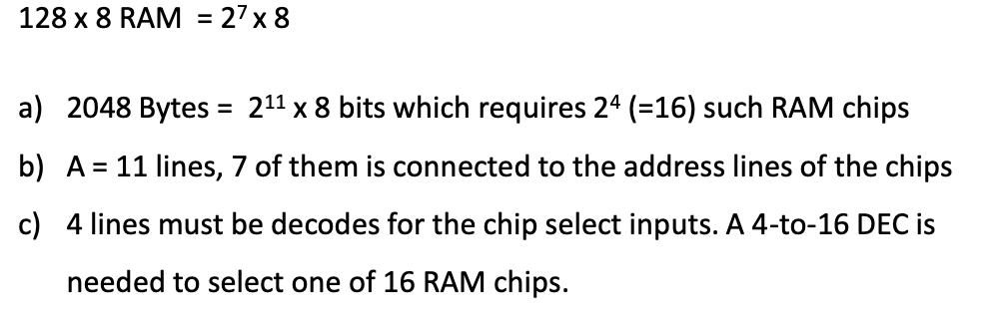 128 x 8 RAM = 2⁷ x 8
a) 2048 Bytes = 2¹¹ x 8 bits which requires 2⁴ (=16) such RAM chips
b) A = 11 lines, 7 of them is connected to the address lines of the chips
c) 4 lines must be decodes for the chip select inputs. A 4-to-16 DEC is
needed to select one of 16 RAM chips.